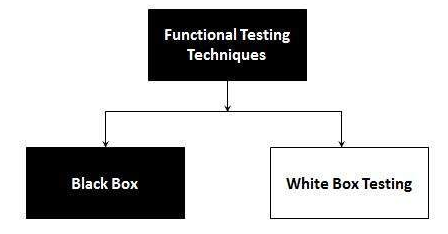 Functional Testing
Techniques
Black Box
White Box Testing